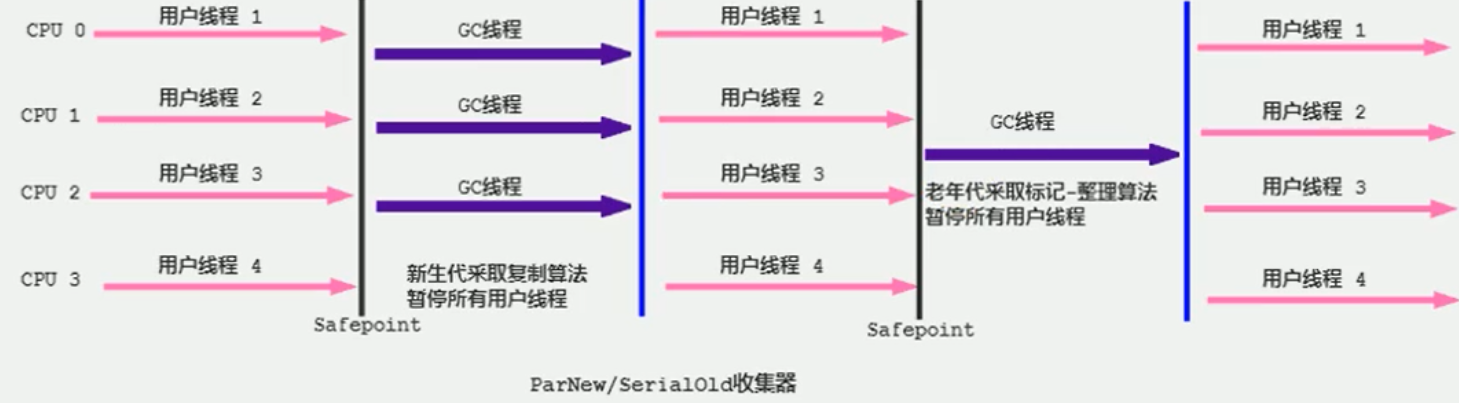 用户线程 1
用户线程 1
用户线程 1
CPU 0
GC线程
用户线程 2
GC线程
用户线程 2
用户线程 2
CPU 1
GC线程
用户线程 3
GC线程
用户线程 3
用户线程 3
CPU 2
老年代采取标记-整理算法
暂停所有用户线程
用户线程 4
用户线程 4
用户线程 4
CPU 3
新生代采取复制算法
暂停所有用户线程
Safepoint
Safepoint
ParNew/SerialOld收集器